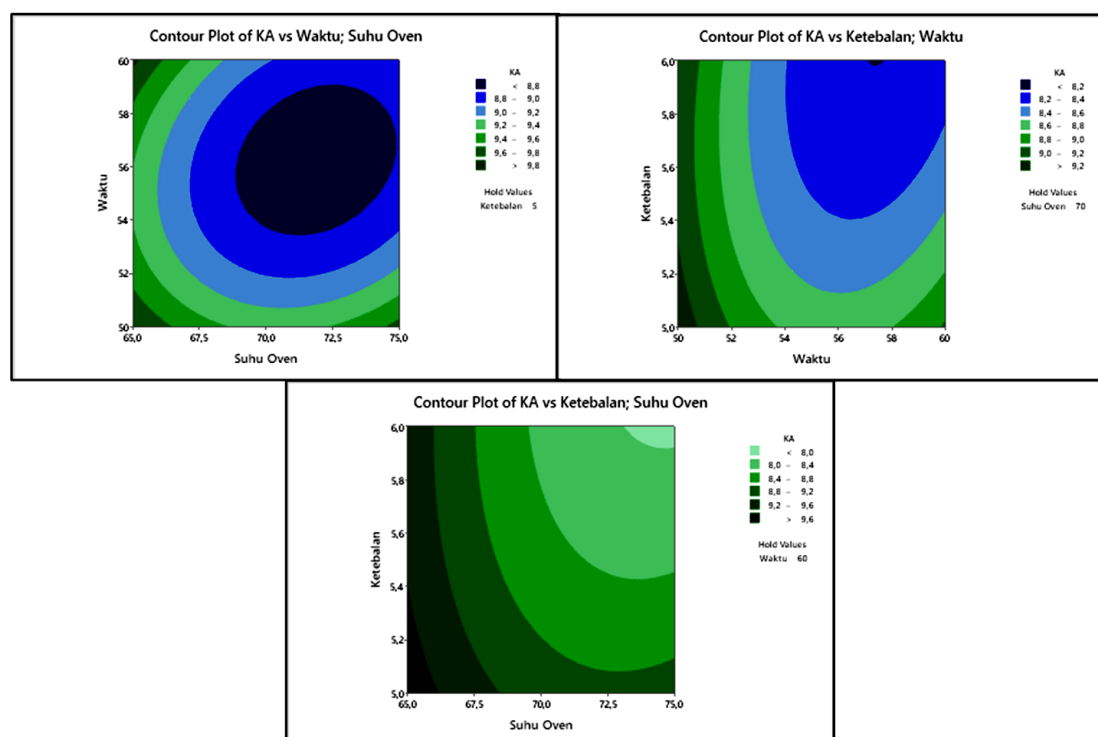 Contour Plot of KA vs Waktu; Suhu Oven
60
58
56
54
52
50
Waktu
65,0 67,5 70,0 72,5 75,0
Suhu Oven
KA
< 8,8
8,8 – 9,0
9,0 – 9,2
9,2 – 9,4
9,4 – 9,6
9,6 – 9,8
> 9,8
Hold Values
Ketebalan 5
Contour Plot of KA vs Ketebalan; Waktu
6,0
5,8
5,6
5,4
5,2
5,0
Ketebalan
50 52 54 56 58 60
Waktu
KA
< 8,2
8,2 – 8,4
8,4 – 8,6
8,6 – 8,8
8,8 – 9,0
9,0 – 9,2
> 9,2
Hold Values
Suhu Oven 70
Contour Plot of KA vs Ketebalan; Suhu Oven
6,0
5,8
5,6
5,4
5,2
5,0
Ketebalan
65,0 67,5 70,0 72,5 75,0
Suhu Oven
KA
< 8,0
8,0 – 8,4
8,4 – 8,8
8,8 – 9,2
9,2 – 9,6
> 9,6
Hold Values
Waktu 60